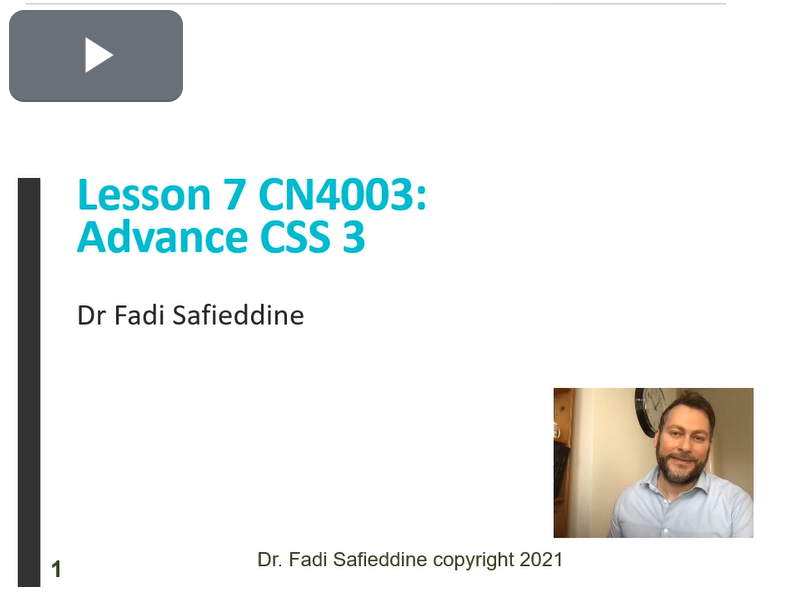 Lesson 7 CN4003:
Advance CSS 3
Dr Fadi Safieddine
Dr. Fadi Safieddine copyright 2021
1